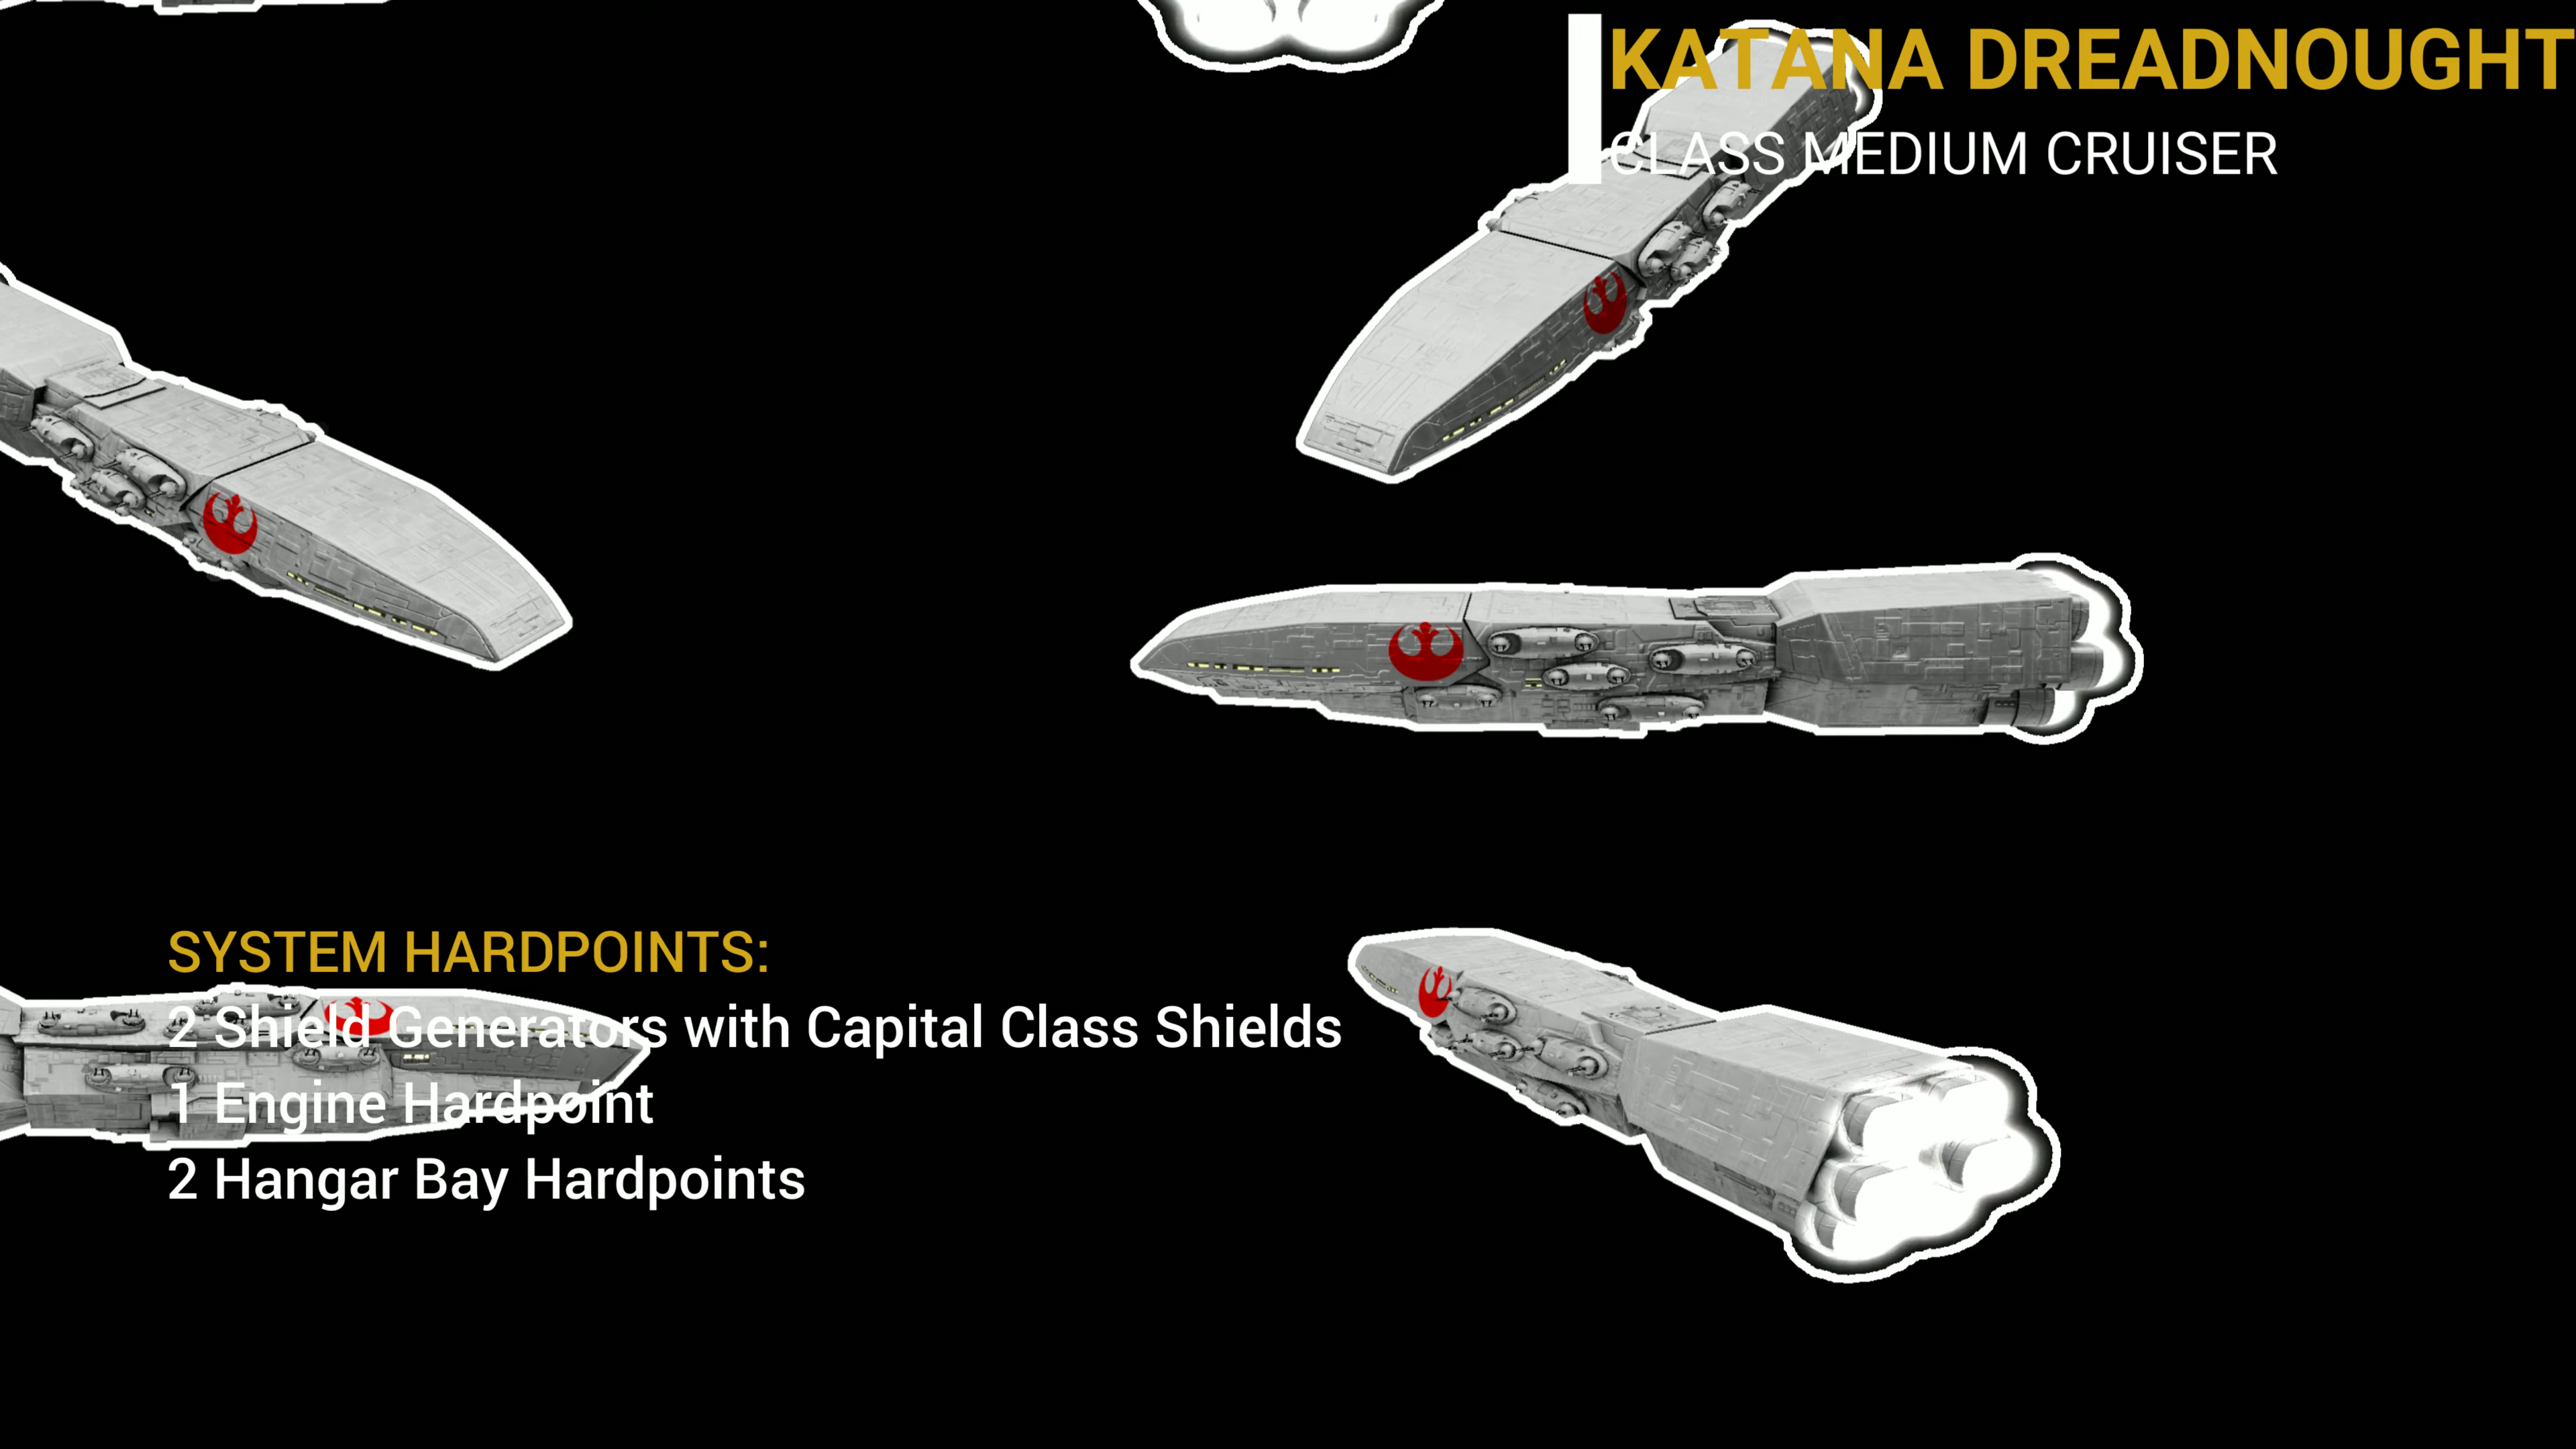 KATANA DREADNOUGHT
CLASS MEDIUM CRUISER
SYSTEM HARDPOINTS:
2 Shield Generators with Capital Class Shields
1 Engine Hardpoint
2 Hangar Bay Hardpoints